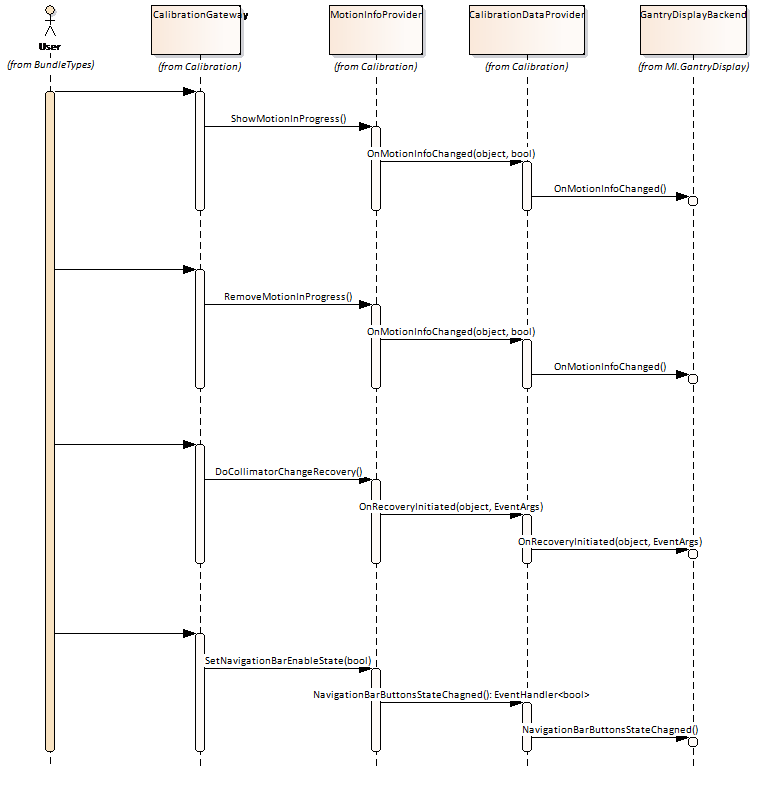 CalibrationGateway
MotionInfoProvider
CalibrationDataProvider
GantryDisplayBackend
User
(from BundleTypes)
(from Calibration)
(from Calibration)
(from Calibration)
(from MI.GantryDisplay)
ShowMotionInProgress()
OnMotionInfoChanged(object, bool)
OnMotionInfoChanged()
RemoveMotionInProgress()
OnMotionInfoChanged(object, bool)
OnMotionInfoChanged()
DoCollimatorChangeRecovery()
OnRecoveryInitiated(object, EventArgs)
OnRecoveryInitiated(object, EventArgs)
SetNavigationBarEnableState(bool)
NavigationBarButtonsStateChagned(): EventHandler<bool>
NavigationBarButtonsStateChagned()